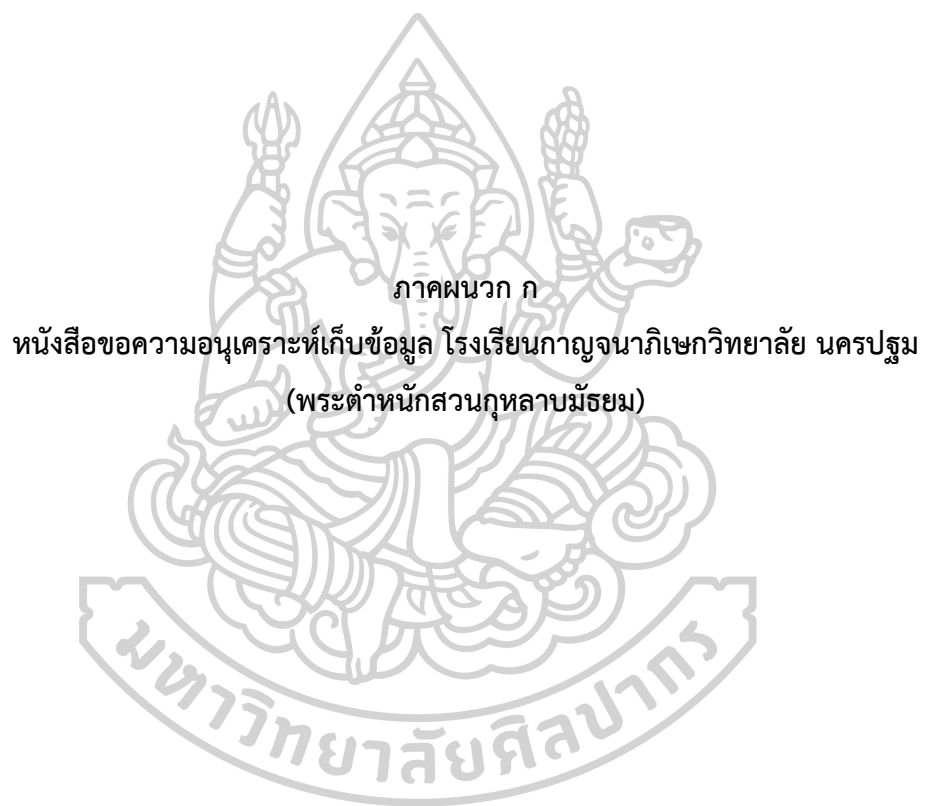 ภาคผนวก ก
หนังสือขอความอนุเคราะห์เก็บข้อมูล โรงเรียนกาญจนาภิเษกวิทยาลัย นครปฐม
(พระตำหนักสวนกุหลาบมัธยม)
มหาวิทยาลัยศิลปากร